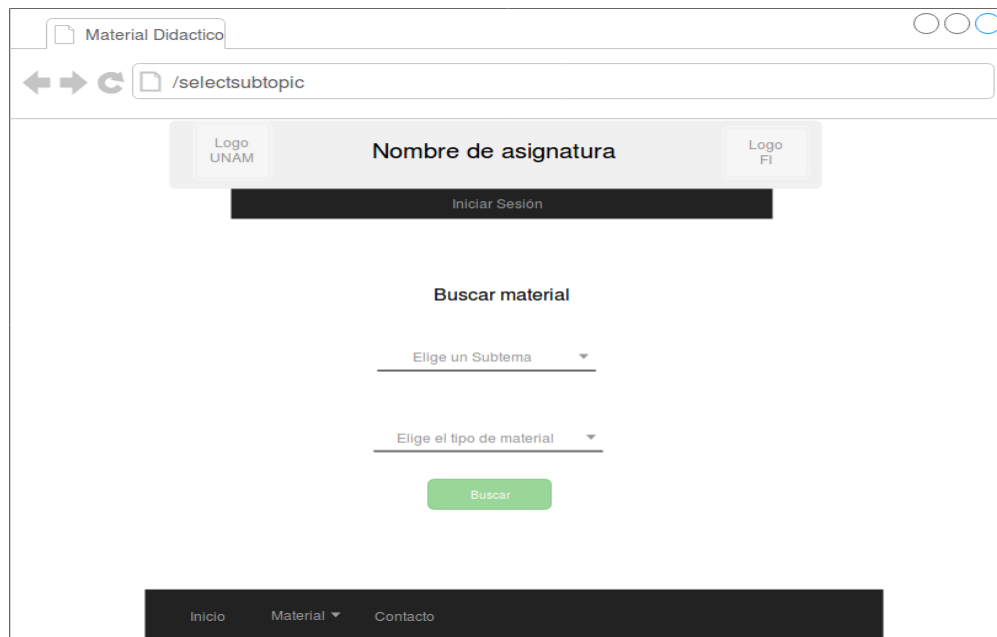 Material Didactico
/selectsubtopic
Logo
UNAM
Nombre de asignatura
Logo
FI
Iniciar Sesión
Buscar material
Elige un Subtema
Elige el tipo de material
Buscar
Inicio Material Contacto